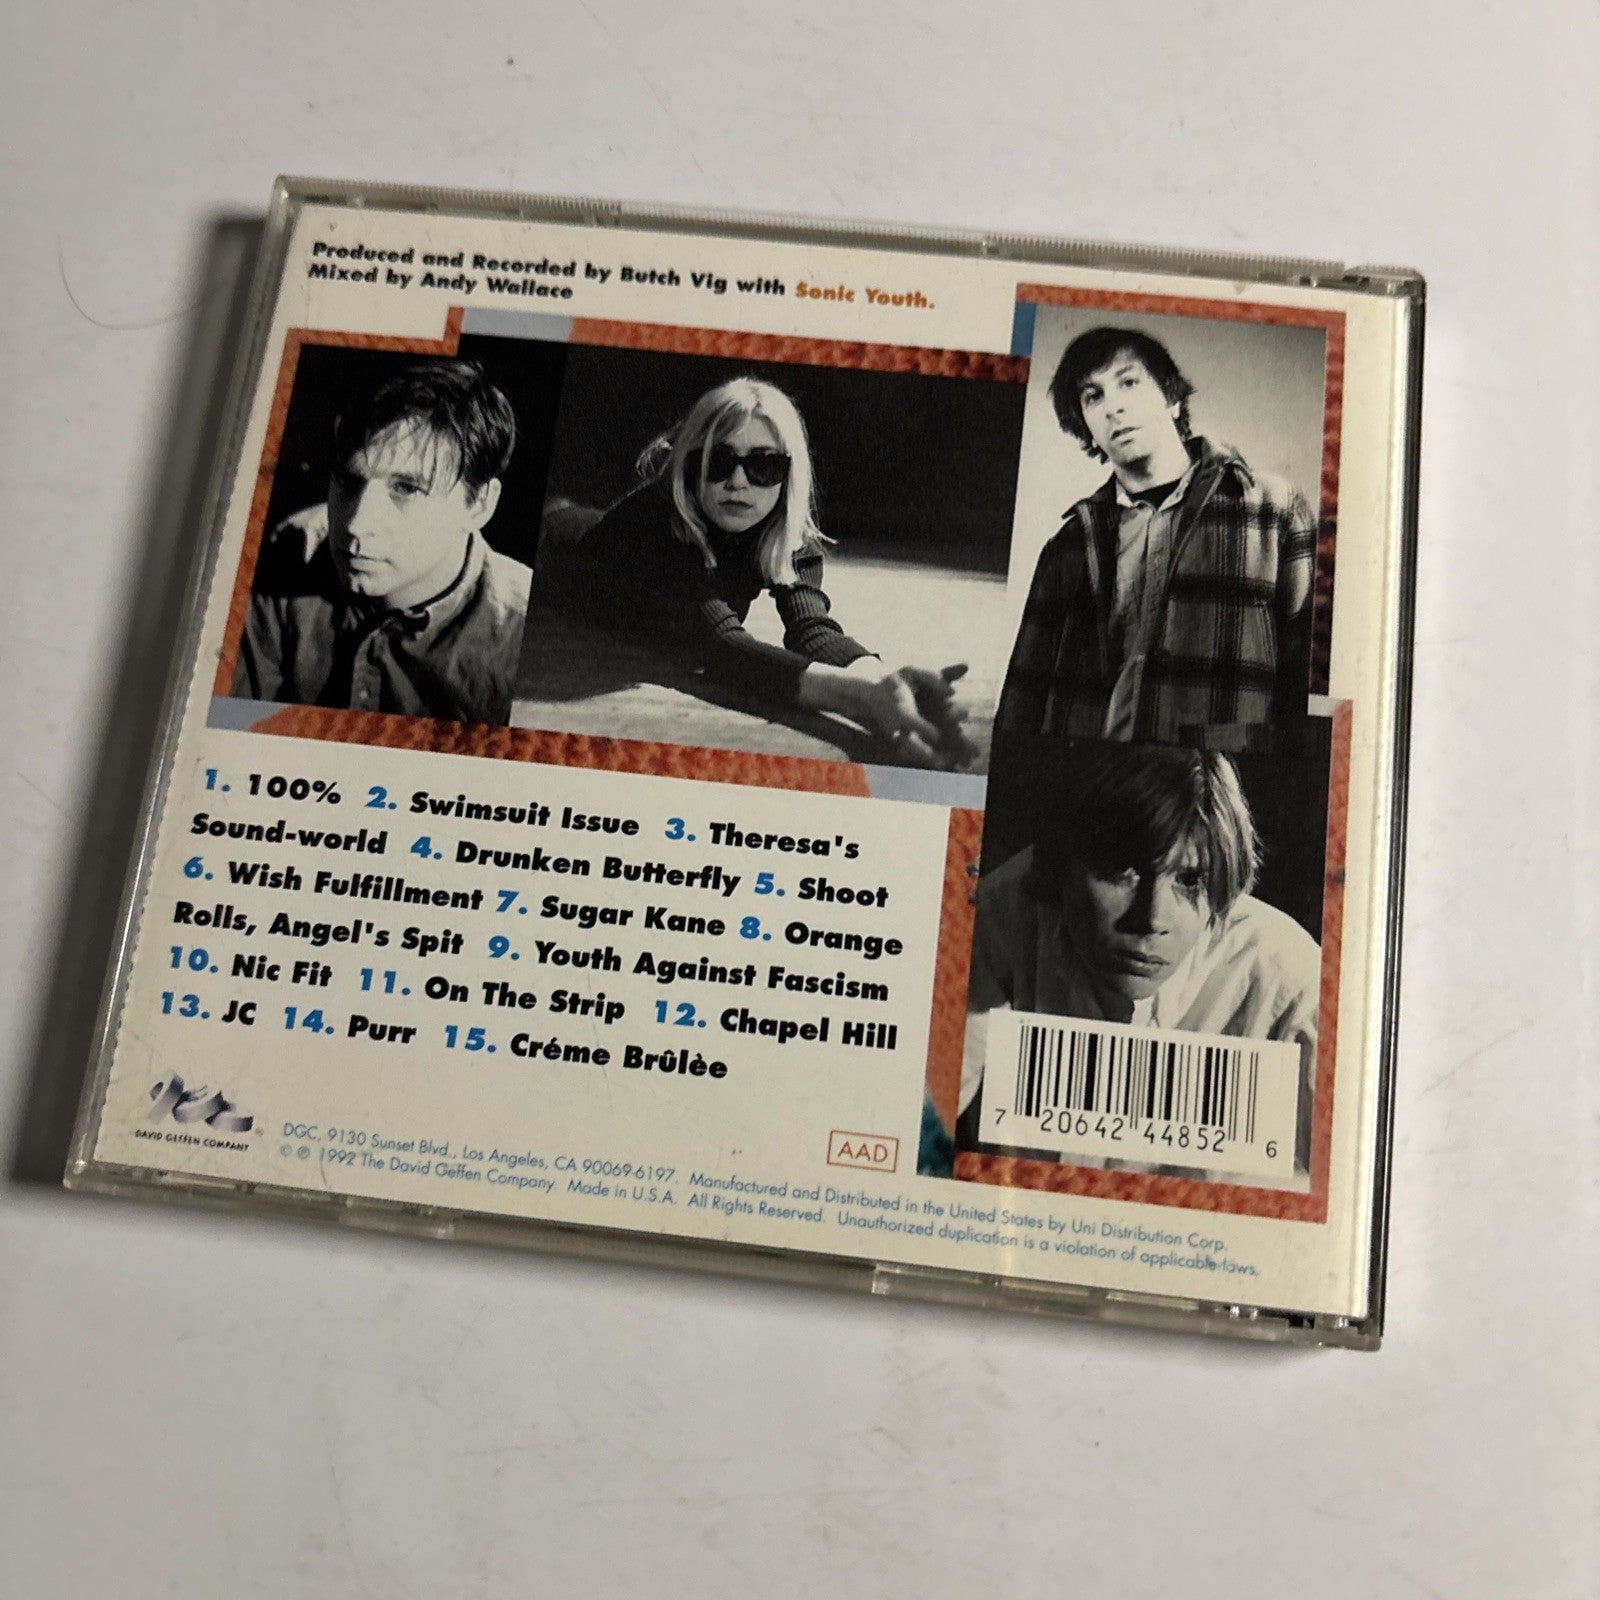 Produced and Recorded by Butch Vig with Sonic Youth.
Mixed by Andy Wallace
1. 100% 2. Swimsuit Issue 3. Theresa's
Sound-world 4. Drunken Butterfly 5. Shoot
6. Wish Fulfillment 7. Sugar Kane 8. Orange
Rolls, Angel's Spit 9. Youth Against Fascism
10. Nic Fit 11. On The Strip 12. Chapel Hill
13. JC 14. Purr 15. Créme Brûlèe
DAVID GEFFEN COMPANY
AAD
DGC, 9130 Sunset Blvd., Los Angeles, CA 90069-6197. Manufactured and Distributed in the United States by Uni Distribution Corp.
© ℗ 1992 The David Geffen Company. Made in U.S.A. All Rights Reserved. Unauthorized duplication is a violation of applicable laws.
7 20642 44852 6